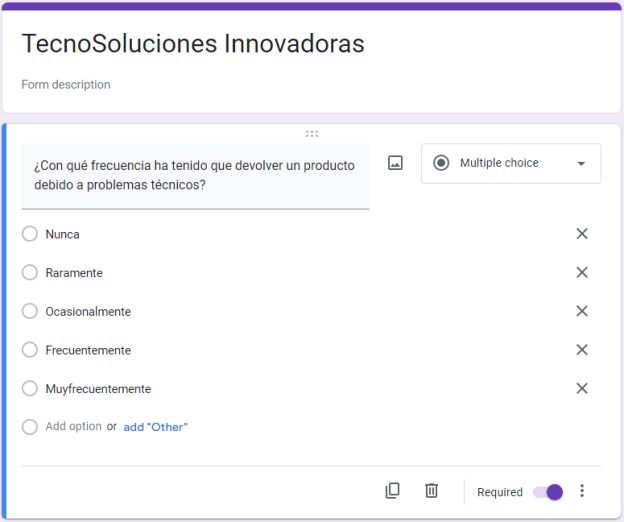 TecnoSoluciones Innovadoras
Form description
¿Con qué frecuencia ha tenido que devolver un producto
debido a problemas técnicos?
Multiple choice
Nunca
Raramente
Ocasionalmente
Frecuentemente
Muyfrecuentemente
Add option or add "Other"
Required